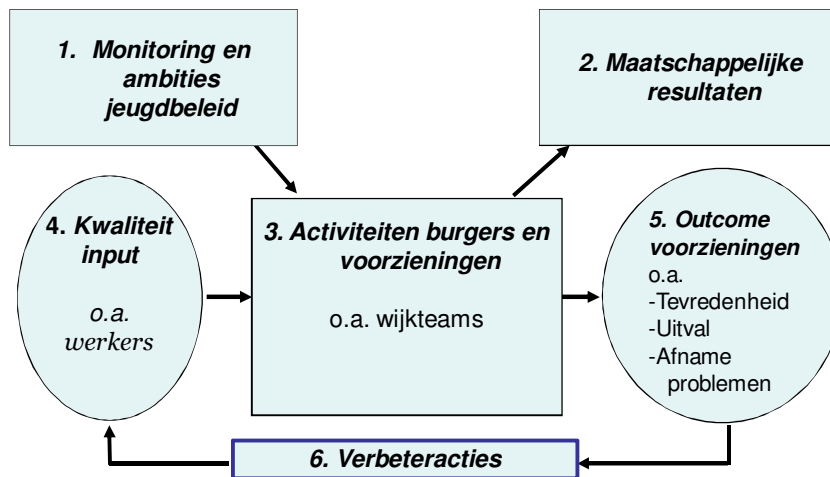 1. Monitoring en
ambities
jeugdbeleid
2. Maatschappelijke
resultaten
4. Kwaliteit
input
o.a.
werkers
3. Activiteiten burgers en
voorzieningen
o.a. wijkteams
5. Outcome
voorzieningen
o.a.
-Tevredenheid
-Uitval
-Afname
problemen
6. Verbeteracties